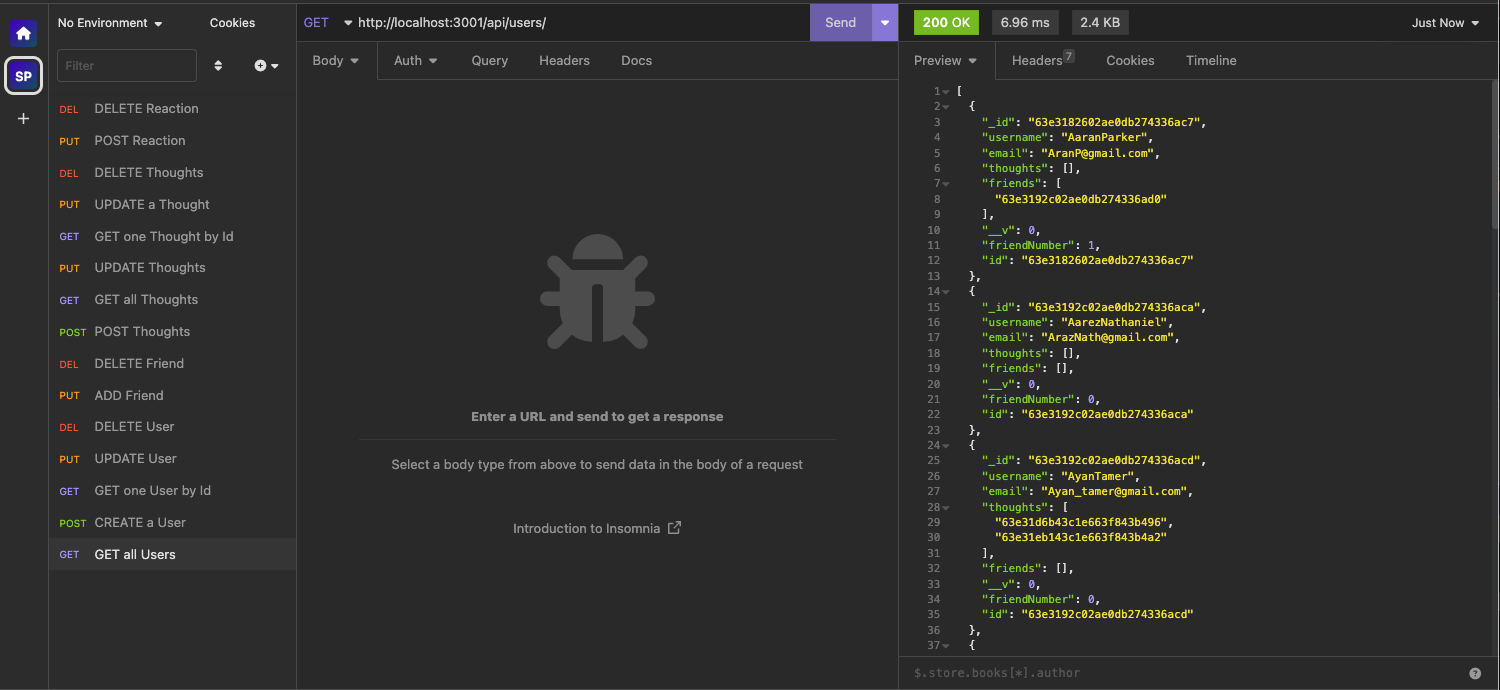 No Environment
Cookies
SP
Filter
DEL DELETE Reaction
PUT POST Reaction
DEL DELETE Thoughts
PUT UPDATE a Thought
GET GET one Thought by Id
PUT UPDATE Thoughts
GET GET all Thoughts
POST POST Thoughts
DEL DELETE Friend
PUT ADD Friend
DEL DELETE User
PUT UPDATE User
GET GET one User by Id
POST CREATE a User
GET GET all Users
GET http://localhost:3001/api/users/ Send
Body Auth Query Headers Docs
Enter a URL and send to get a response
Select a body type from above to send data in the body of a request
Introduction to Insomnia
200 OK 6.96 ms 2.4 KB Just Now
Preview Headers 7 Cookies Timeline
1 [
2 {
3 "_id": "63e3182602ae0db274336ac7",
4 "username": "AaranParker",
5 "email": "AranP@gmail.com",
6 "thoughts": [],
7 "friends": [
8 "63e3192c02ae0db274336ad0"
9 ],
10 "__v": 0,
11 "friendNumber": 1,
12 "id": "63e3182602ae0db274336ac7"
13 },
14 {
15 "_id": "63e3192c02ae0db274336aca",
16 "username": "AarezNathaniel",
17 "email": "ArazNath@gmail.com",
18 "thoughts": [],
19 "friends": [],
20 "__v": 0,
21 "friendNumber": 0,
22 "id": "63e3192c02ae0db274336aca"
23 },
24 {
25 "_id": "63e3192c02ae0db274336acd",
26 "username": "AyanTamer",
27 "email": "Ayan_tamer@gmail.com",
28 "thoughts": [
29 "63e31d6b43c1e663f843b496",
30 "63e31eb143c1e663f843b4a2"
31 ],
32 "friends": [],
33 "__v": 0,
34 "friendNumber": 0,
35 "id": "63e3192c02ae0db274336acd"
36 },
37 {
$.store.books[*].author